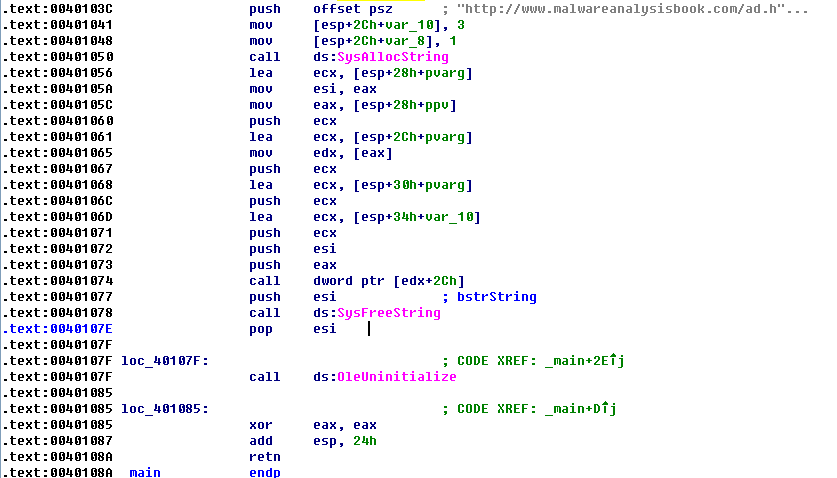 .text:0040103C push offset psz ; "http://www.malwareanalysisbook.com/ad.h"...
.text:00401041 mov [esp+2Ch+var_10], 3
.text:00401048 mov [esp+2Ch+var_8], 1
.text:00401050 call ds:SysAllocString
.text:00401056 lea ecx, [esp+28h+pvarg]
.text:0040105A mov esi, eax
.text:0040105C mov eax, [esp+28h+ppv]
.text:00401060 push ecx
.text:00401061 lea ecx, [esp+2Ch+pvarg]
.text:00401065 mov edx, [eax]
.text:00401067 push ecx
.text:00401068 lea ecx, [esp+30h+pvarg]
.text:0040106C push ecx
.text:0040106D lea ecx, [esp+34h+var_10]
.text:00401071 push ecx
.text:00401072 push esi
.text:00401073 push eax
.text:00401074 call dword ptr [edx+2Ch]
.text:00401077 push esi ; bstrString
.text:00401078 call ds:SysFreeString
.text:0040107E pop esi
.text:0040107F
.text:0040107F loc_40107F: ; CODE XREF: _main+2E↑j
.text:0040107F call ds:OleUninitialize
.text:00401085
.text:00401085 loc_401085: ; CODE XREF: _main+D↑j
.text:00401085 xor eax, eax
.text:00401087 add esp, 24h
.text:0040108A retn
.text:0040108A _main endp